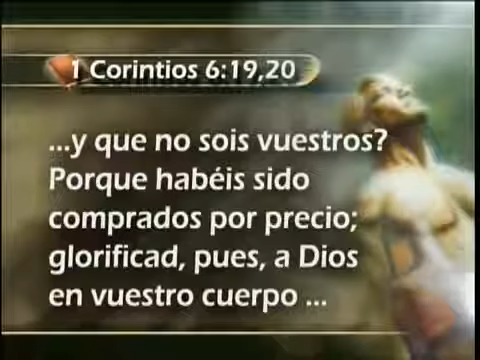 1 Corintios 6:19,20
...y que no sois vuestros?
Porque habéis sido
comprados por precio;
glorificad, pues, a Dios
en vuestro cuerpo ...